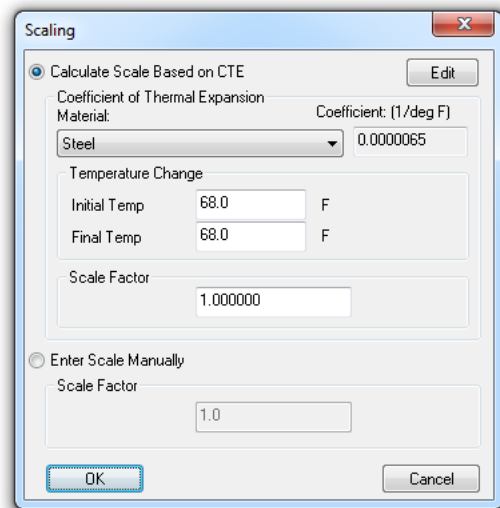 Scaling
Calculate Scale Based on CTE
Edit
Coefficient of Thermal Expansion
Material:
Coefficient: (1/deg F)
Steel
0.0000065
Temperature Change
Initial Temp
68.0
F
Final Temp
68.0
F
Scale Factor
1.000000
Enter Scale Manually
Scale Factor
1.0
OK
Cancel